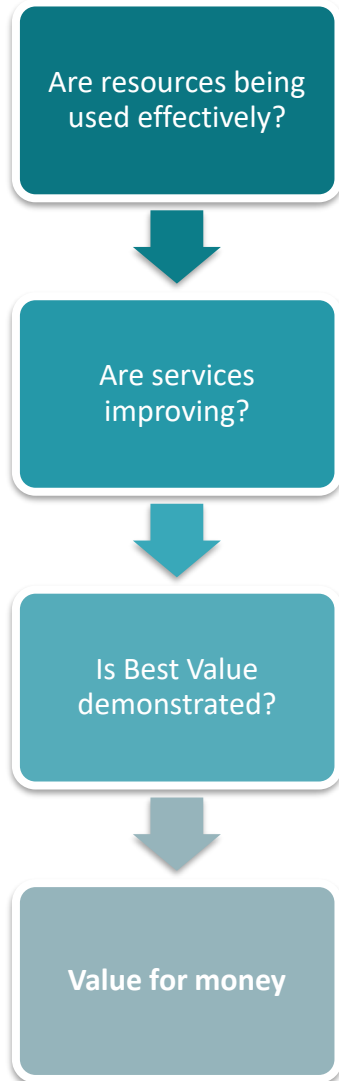 Are resources being
used effectively?
Are services
improving?
Is Best Value
demonstrated?
Value for money